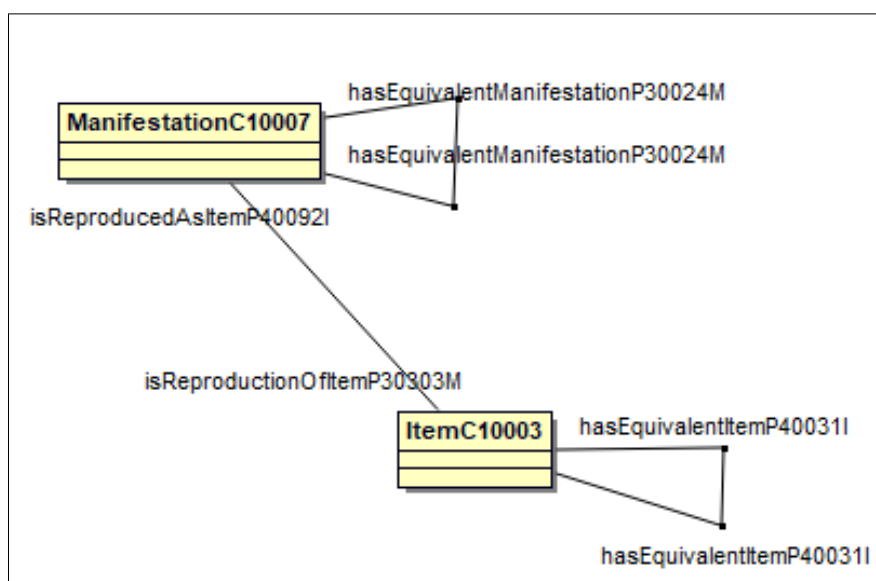 hasEquivalentManifestationP30024M
ManifestationC10007
hasEquivalentManifestationP30024M
isReproducedAsItemP40092I
isReproductionOfItemP30303M
ItemC10003
hasEquivalentItemP40031I
hasEquivalentItemP40031I